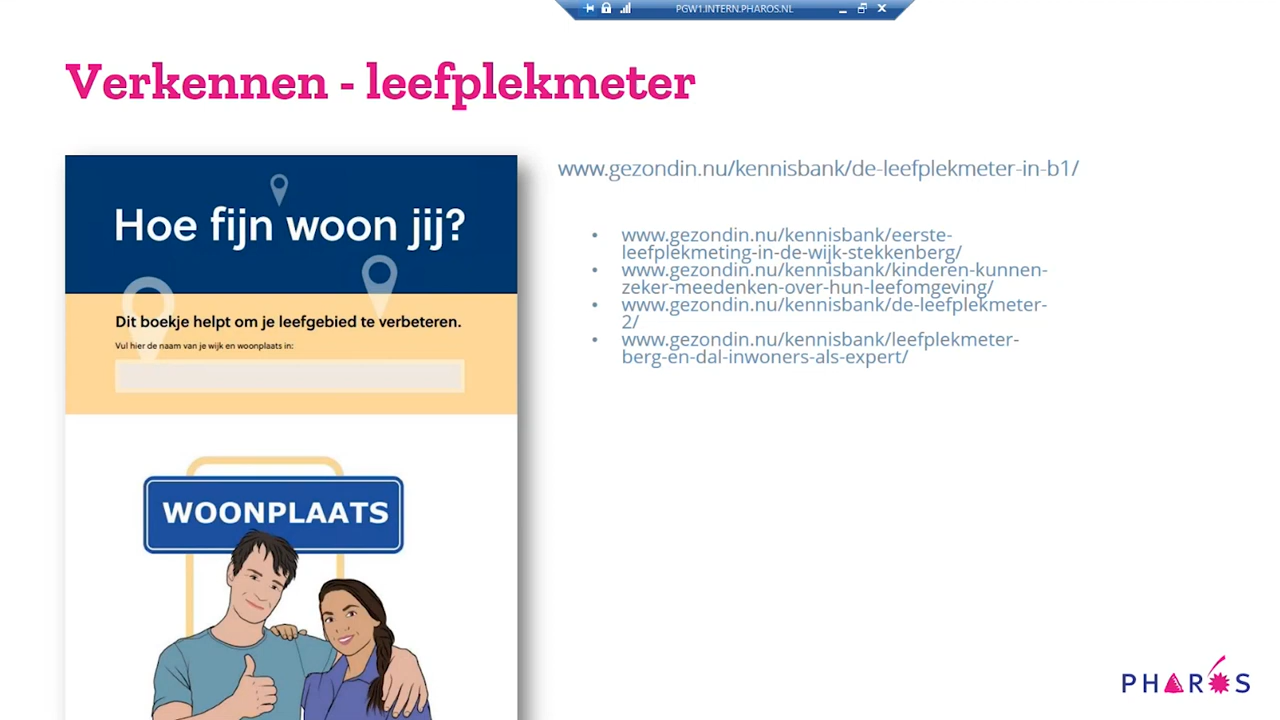 PGW1.INTERN.PHAROS.NL
Verkennen - leefplekmeter
Hoe fijn woon jij?
Dit boekje helpt om je leefgebied te verbeteren.
Vul hier de naam van je wijk en woonplaats in:
WOONPLAATS
www.gezondin.nu/kennisbank/de-leefplekmeter-in-b1/
• www.gezondin.nu/kennisbank/eerste-
leefplekmeting-in-de-wijk-stekkenberg/
• www.gezondin.nu/kennisbank/kinderen-kunnen-
zeker-meedenken-over-hun-leefomgeving/
• www.gezondin.nu/kennisbank/de-leefplekmeter-
2/
• www.gezondin.nu/kennisbank/leefplekmeter-
berg-en-dal-inwoners-als-expert/
PHAROS